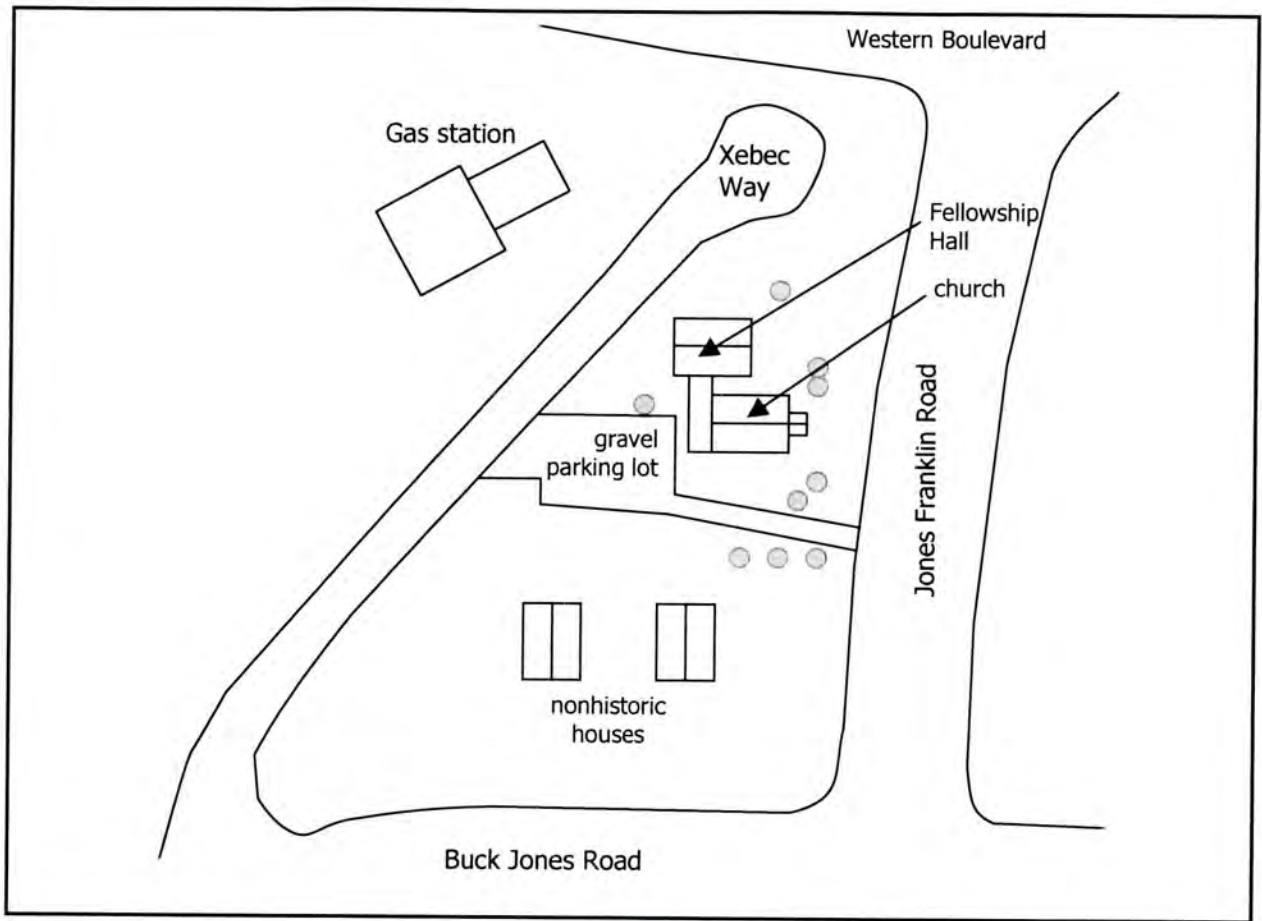 Western Boulevard
Gas station
Xebec
Way
Fellowship
Hall
church
gravel
parking lot
Jones Franklin Road
nonhistoric
houses
Buck Jones Road